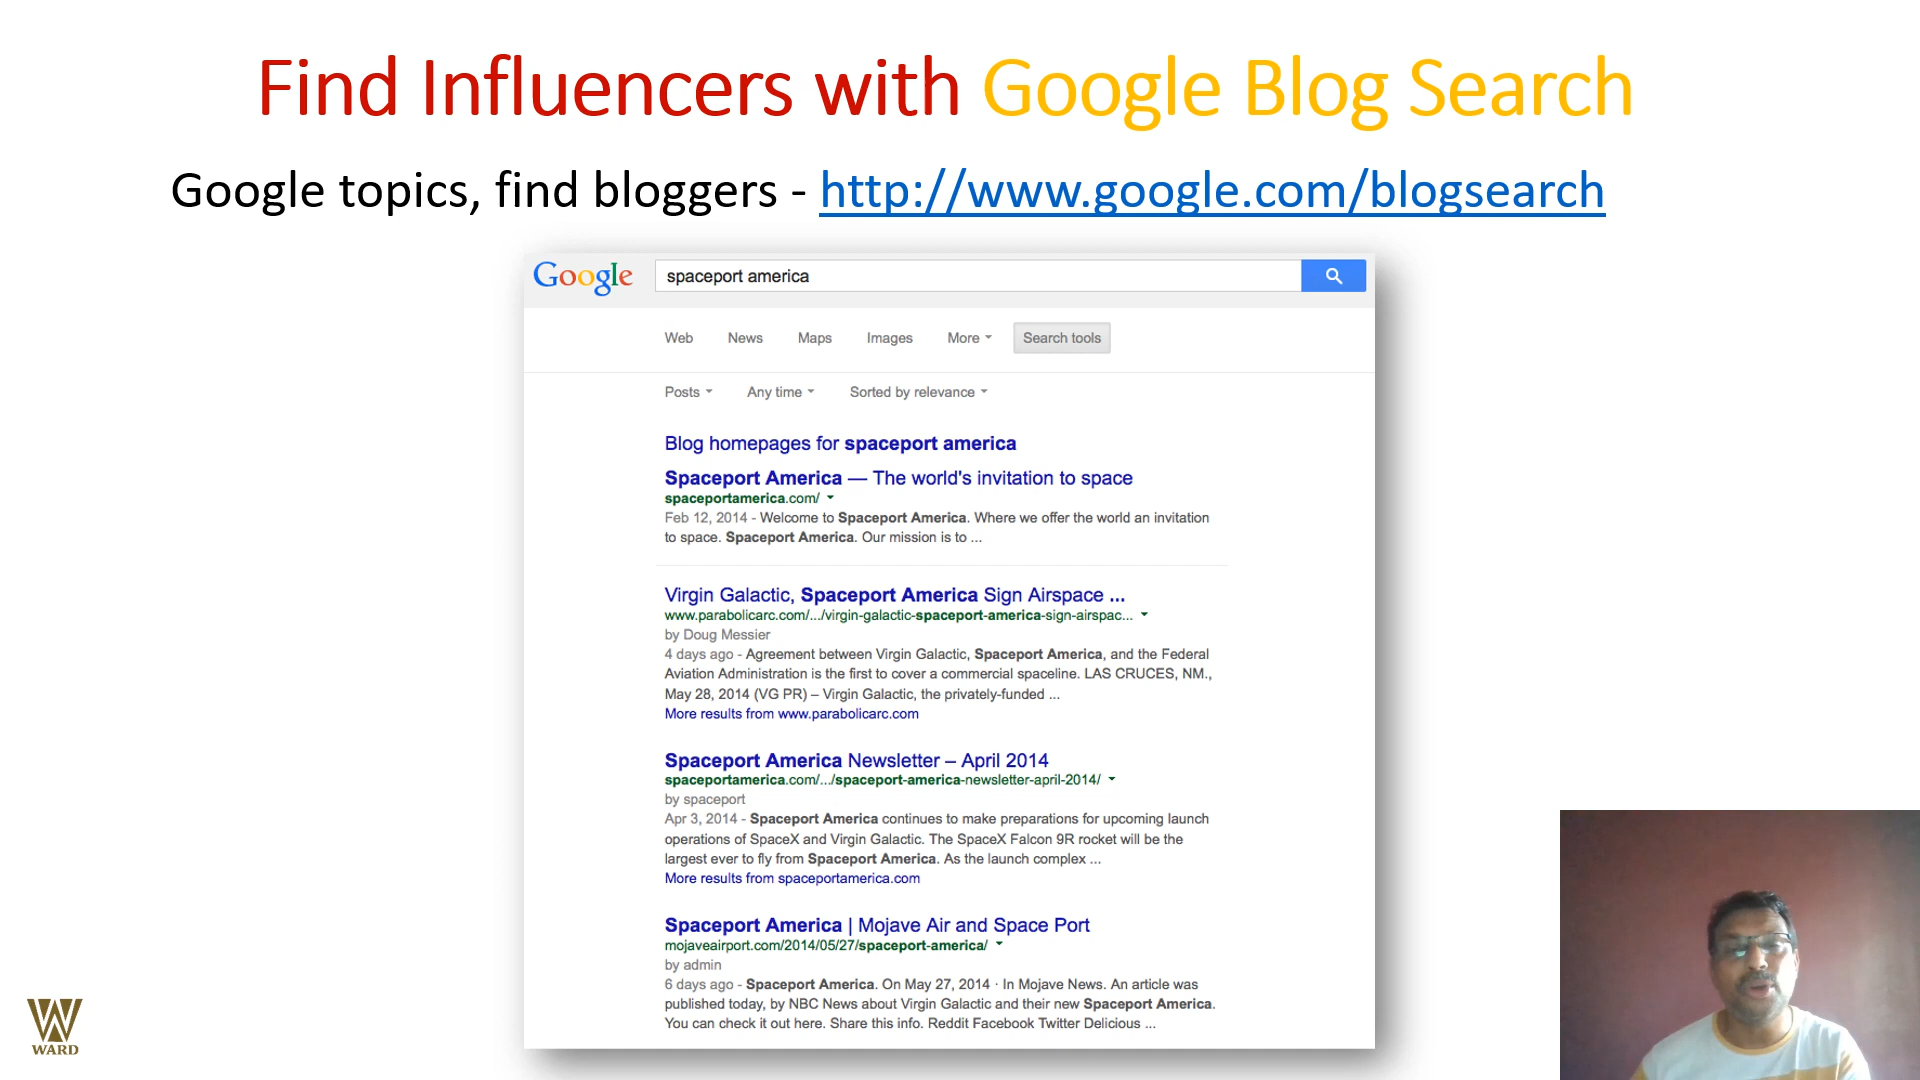 Find Influencers with Google Blog Search
Google topics, find bloggers - http://www.google.com/blogsearch
Google spaceport america
Web News Maps Images More Search tools
Posts Any time Sorted by relevance
Blog homepages for spaceport america
Spaceport America — The world's invitation to space
spaceportamerica.com/
Feb 12, 2014 - Welcome to Spaceport America. Where we offer the world an invitation
to space. Spaceport America. Our mission is to ...
Virgin Galactic, Spaceport America Sign Airspace ...
www.parabolicarc.com/.../virgin-galactic-spaceport-america-sign-airspac...
by Doug Messier
4 days ago - Agreement between Virgin Galactic, Spaceport America, and the Federal
Aviation Administration is the first to cover a commercial spaceline. LAS CRUCES, NM.,
May 28, 2014 (VG PR) – Virgin Galactic, the privately-funded ...
More results from www.parabolicarc.com
Spaceport America Newsletter – April 2014
spaceportamerica.com/.../spaceport-america-newsletter-april-2014/
by spaceport
Apr 3, 2014 - Spaceport America continues to make preparations for upcoming launch
operations of SpaceX and Virgin Galactic. The SpaceX Falcon 9R rocket will be the
largest ever to fly from Spaceport America. As the launch complex ...
More results from spaceportamerica.com
Spaceport America | Mojave Air and Space Port
mojaveairport.com/2014/05/27/spaceport-america/
by admin
6 days ago - Spaceport America. On May 27, 2014 · In Mojave News. An article was
published today, by NBC News about Virgin Galactic and their new Spaceport America.
You can check it out here. Share this info. Reddit Facebook Twitter Delicious ...
WARD